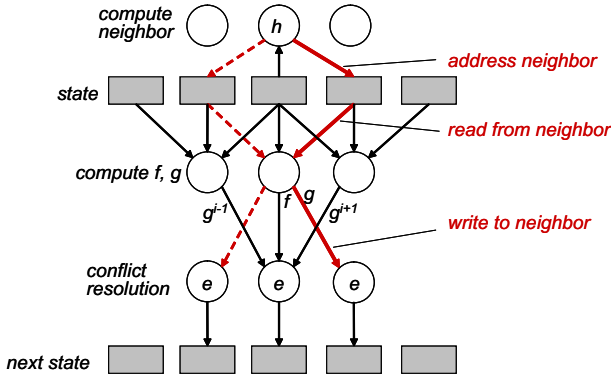 compute
neighbor
h
address neighbor
state
read from neighbor
compute f, g
g^{i-1}
f
g
g^{i+1}
write to neighbor
conflict
resolution
e
e
e
next state